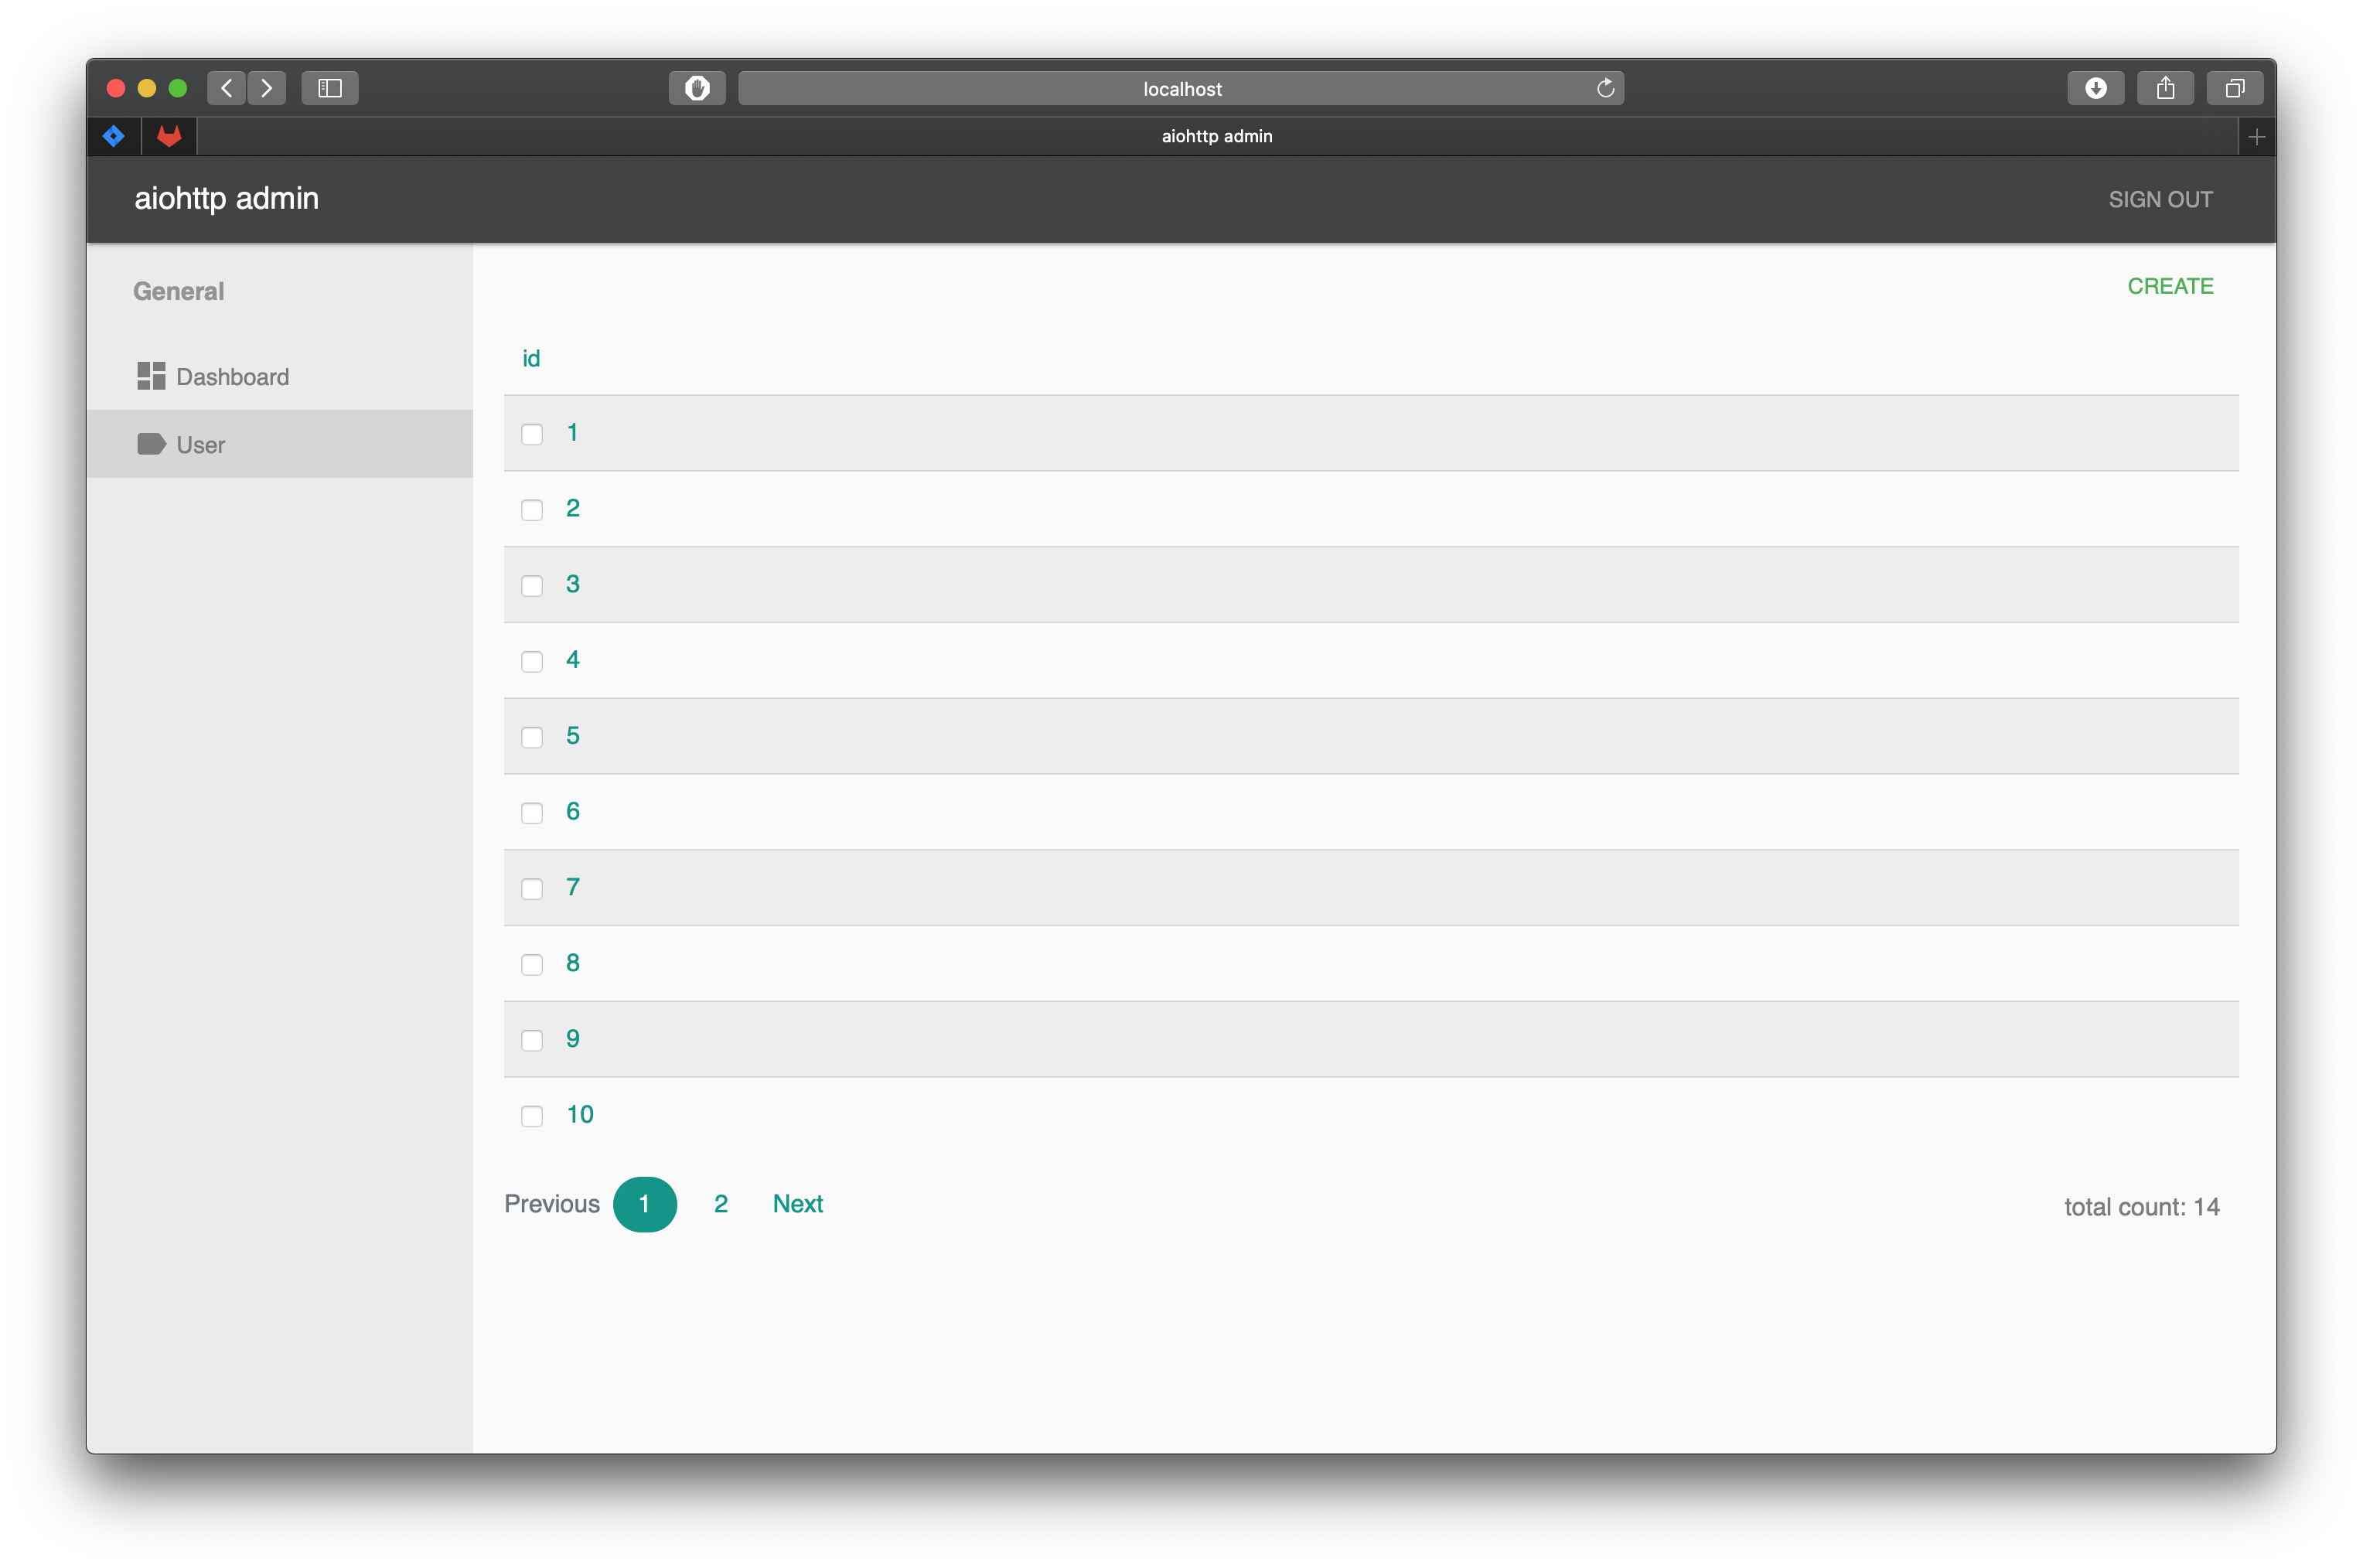 localhost
aiohttp admin
aiohttp admin
SIGN OUT
General
Dashboard
User
CREATE
id
1
2
3
4
5
6
7
8
9
10
Previous 1 2 Next
total count: 14